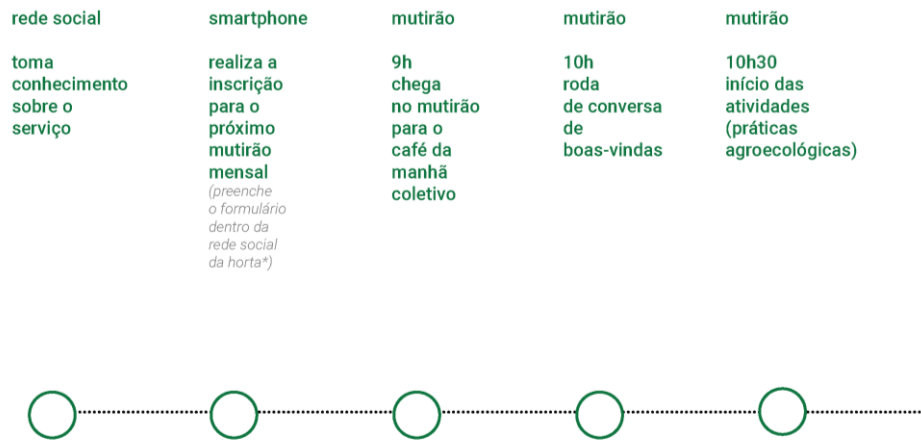 rede social
toma
conhecimento
sobre o
serviço
smartphone
realiza a
inscrição
para o
próximo
mutirão
mensal
(preenche
o formulário
dentro da
rede social
da horta*)
mutirão
9h
chega
no mutirão
para o
café da
manhã
coletivo
mutirão
10h
roda
de conversa
de
boas-vindas
mutirão
10h30
início das
atividades
(práticas
agroecológicas)